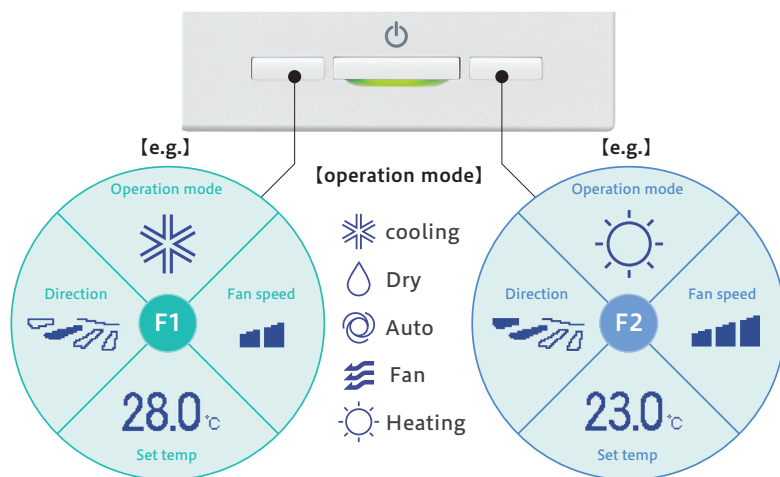 【e.g.】
【e.g.】
【operation mode】
Operation mode
Direction
Fan speed
F1
28.0℃
Set temp
cooling
Dry
Auto
Fan
Heating
Operation mode
Direction
Fan speed
F2
23.0℃
Set temp